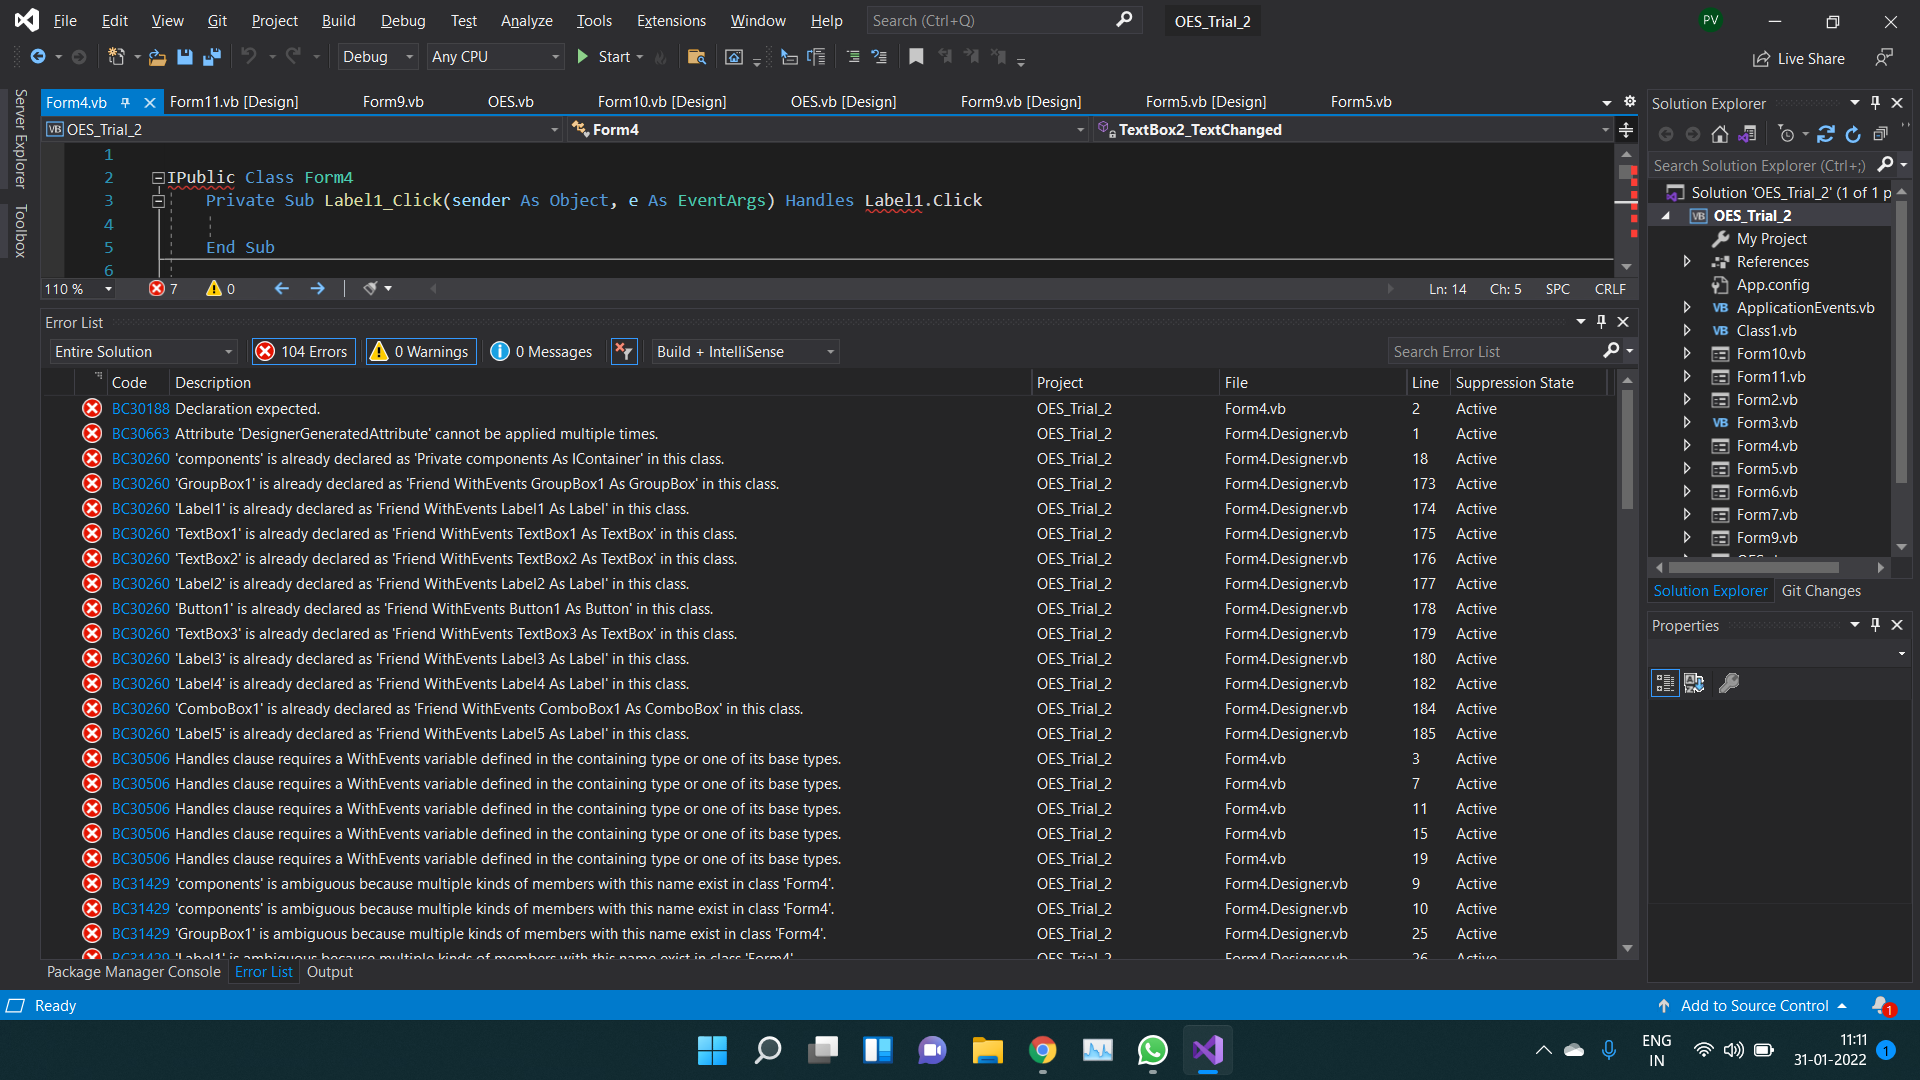 File Edit View Git Project Build Debug Test Analyze Tools Extensions Window Help Search (Ctrl+Q) OES_Trial_2 PV
Debug Any CPU Start Live Share
Server Explorer
Toolbox
Form4.vb Form11.vb [Design] Form9.vb OES.vb Form10.vb [Design] OES.vb [Design] Form9.vb [Design] Form5.vb [Design] Form5.vb
VB OES_Trial_2 Form4 TextBox2_TextChanged
1
2 IPublic Class Form4
3 Private Sub Label1_Click(sender As Object, e As EventArgs) Handles Label1.Click
4
5 End Sub
6
110 % 7 0 Ln: 14 Ch: 5 SPC CRLF
Error List
Entire Solution 104 Errors 0 Warnings 0 Messages Build + IntelliSense Search Error List
Code Description Project File Line Suppression State
BC30188 Declaration expected. OES_Trial_2 Form4.vb 2 Active
BC30663 Attribute 'DesignerGeneratedAttribute' cannot be applied multiple times. OES_Trial_2 Form4.Designer.vb 1 Active
BC30260 'components' is already declared as 'Private components As IContainer' in this class. OES_Trial_2 Form4.Designer.vb 18 Active
BC30260 'GroupBox1' is already declared as 'Friend WithEvents GroupBox1 As GroupBox' in this class. OES_Trial_2 Form4.Designer.vb 173 Active
BC30260 'Label1' is already declared as 'Friend WithEvents Label1 As Label' in this class. OES_Trial_2 Form4.Designer.vb 174 Active
BC30260 'TextBox1' is already declared as 'Friend WithEvents TextBox1 As TextBox' in this class. OES_Trial_2 Form4.Designer.vb 175 Active
BC30260 'TextBox2' is already declared as 'Friend WithEvents TextBox2 As TextBox' in this class. OES_Trial_2 Form4.Designer.vb 176 Active
BC30260 'Label2' is already declared as 'Friend WithEvents Label2 As Label' in this class. OES_Trial_2 Form4.Designer.vb 177 Active
BC30260 'Button1' is already declared as 'Friend WithEvents Button1 As Button' in this class. OES_Trial_2 Form4.Designer.vb 178 Active
BC30260 'TextBox3' is already declared as 'Friend WithEvents TextBox3 As TextBox' in this class. OES_Trial_2 Form4.Designer.vb 179 Active
BC30260 'Label3' is already declared as 'Friend WithEvents Label3 As Label' in this class. OES_Trial_2 Form4.Designer.vb 180 Active
BC30260 'Label4' is already declared as 'Friend WithEvents Label4 As Label' in this class. OES_Trial_2 Form4.Designer.vb 182 Active
BC30260 'ComboBox1' is already declared as 'Friend WithEvents ComboBox1 As ComboBox' in this class. OES_Trial_2 Form4.Designer.vb 184 Active
BC30260 'Label5' is already declared as 'Friend WithEvents Label5 As Label' in this class. OES_Trial_2 Form4.Designer.vb 185 Active
BC30506 Handles clause requires a WithEvents variable defined in the containing type or one of its base types. OES_Trial_2 Form4.vb 3 Active
BC30506 Handles clause requires a WithEvents variable defined in the containing type or one of its base types. OES_Trial_2 Form4.vb 7 Active
BC30506 Handles clause requires a WithEvents variable defined in the containing type or one of its base types. OES_Trial_2 Form4.vb 11 Active
BC30506 Handles clause requires a WithEvents variable defined in the containing type or one of its base types. OES_Trial_2 Form4.vb 15 Active
BC30506 Handles clause requires a WithEvents variable defined in the containing type or one of its base types. OES_Trial_2 Form4.vb 19 Active
BC31429 'components' is ambiguous because multiple kinds of members with this name exist in class 'Form4'. OES_Trial_2 Form4.Designer.vb 9 Active
BC31429 'components' is ambiguous because multiple kinds of members with this name exist in class 'Form4'. OES_Trial_2 Form4.Designer.vb 10 Active
BC31429 'GroupBox1' is ambiguous because multiple kinds of members with this name exist in class 'Form4'. OES_Trial_2 Form4.Designer.vb 25 Active
BC31429 'Label1' is ambiguous because multiple kinds of members with this name exist in class 'Form4'. OES_Trial_2 Form4.Designer.vb 26 Active
Package Manager Console Error List Output
Solution Explorer
Search Solution Explorer (Ctrl+;)
Solution 'OES_Trial_2' (1 of 1 p
VB OES_Trial_2
My Project
References
App.config
VB ApplicationEvents.vb
VB Class1.vb
Form10.vb
Form11.vb
Form2.vb
VB Form3.vb
Form4.vb
Form5.vb
Form6.vb
Form7.vb
Form9.vb
Solution Explorer Git Changes
Properties
Ready Add to Source Control 1
ENG
IN
11:11
31-01-2022
1